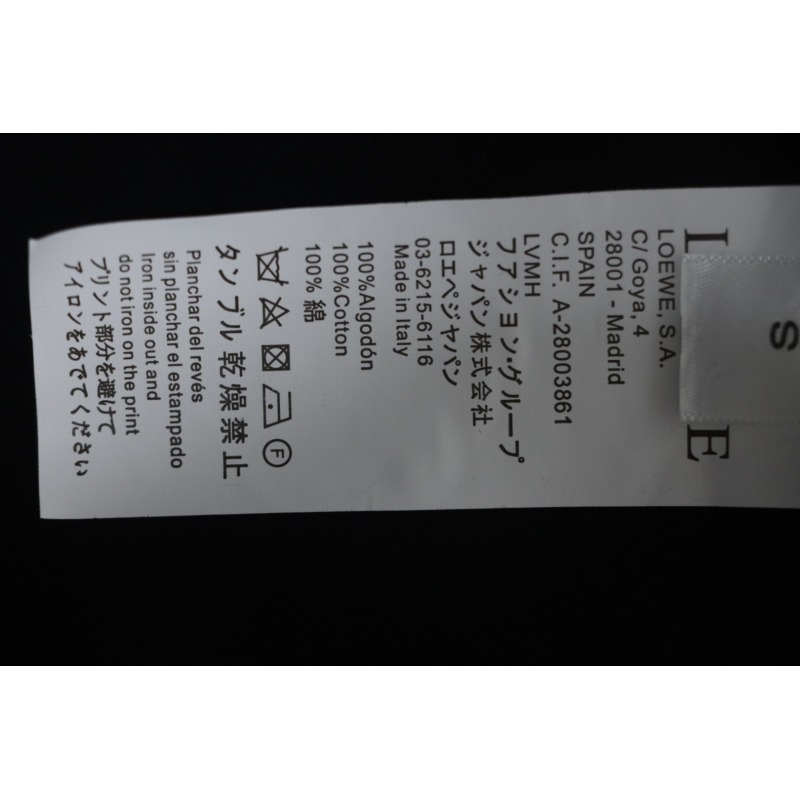 L E
S
LOEWE, S.A.
C/ Goya, 4
28001 - Madrid
SPAIN
C.I.F. A-28003861
LVMH
ファション・グループ
ジャパン株式会社
ロエベジャパン
03-6215-6116
Made in Italy
100%Algodón
100%Cotton
100% 綿
F
タンブル乾燥禁止
Planchar del revés
sin planchar el estampado
Iron inside out and
do not iron on the print
プリント部分を避けて
アイロンをあでてください